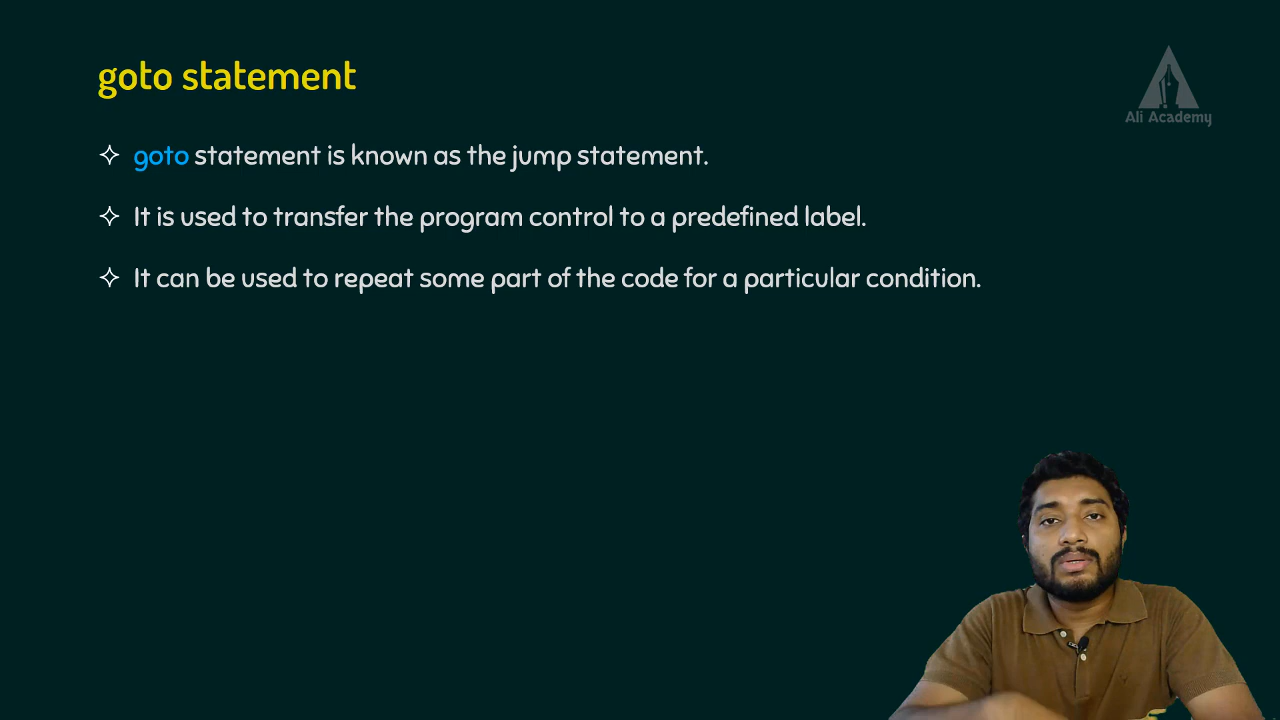 goto statement
Ali Academy
goto statement is known as the jump statement.
It is used to transfer the program control to a predefined label.
It can be used to repeat some part of the code for a particular condition.